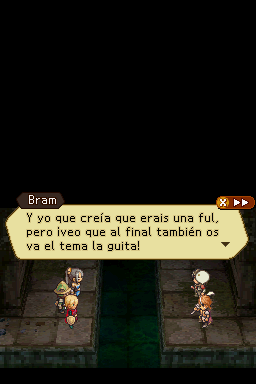 Bram
X
Y yo que creía que erais una ful,
pero ¡veo que al final también os
va el tema la guita!